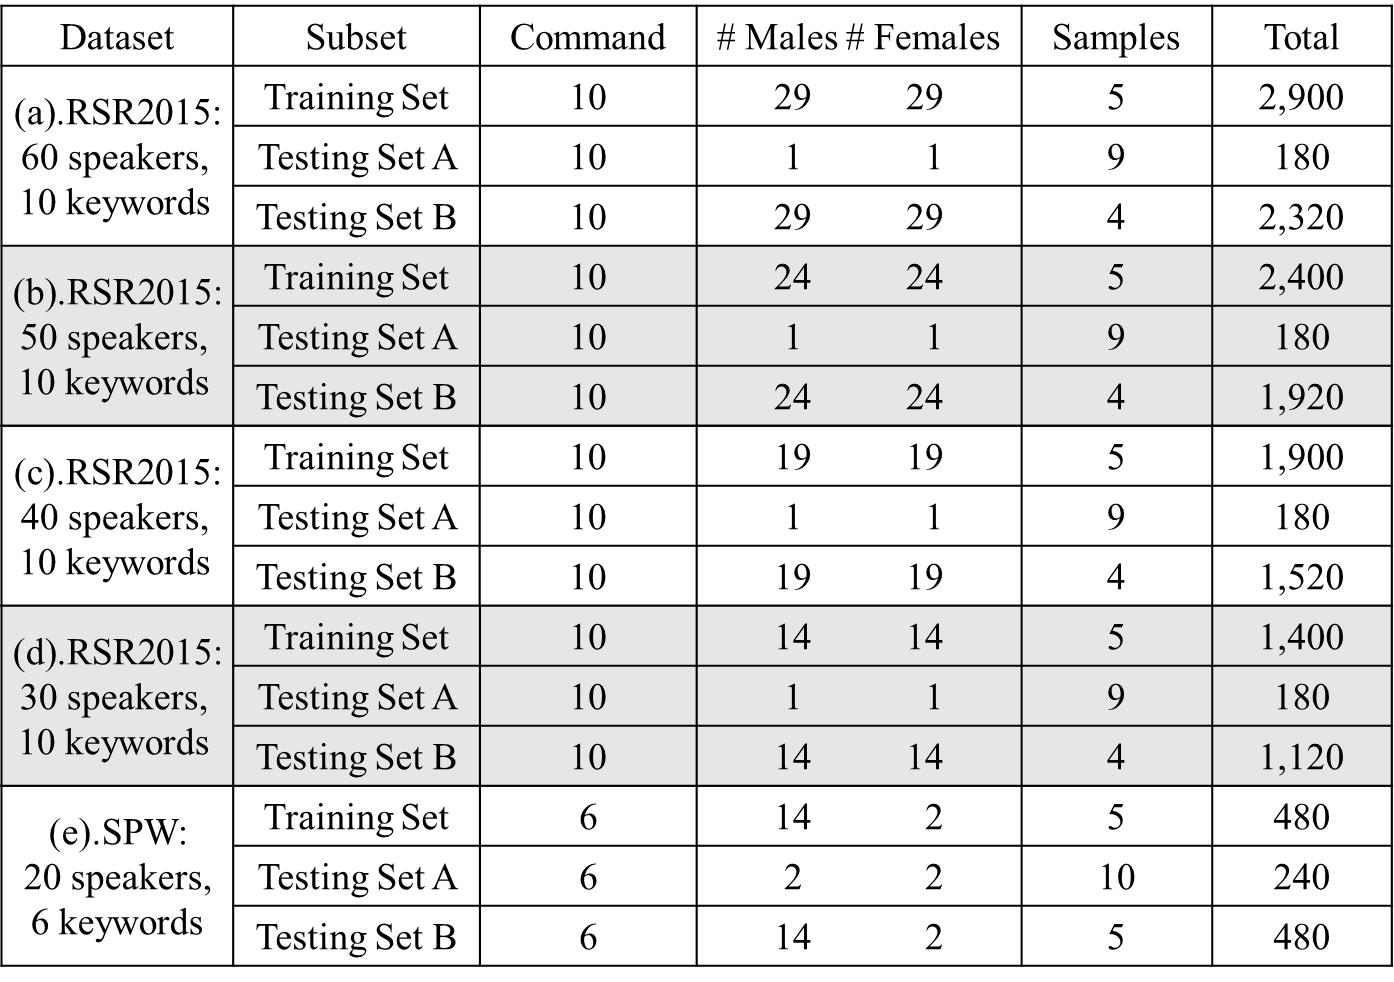 Dataset Subset Command # Males # Females Samples Total
(a).RSR2015:
60 speakers,
10 keywords
Training Set 10 29 29 5 2,900
Testing Set A 10 1 1 9 180
Testing Set B 10 29 29 4 2,320
(b).RSR2015:
50 speakers,
10 keywords
Training Set 10 24 24 5 2,400
Testing Set A 10 1 1 9 180
Testing Set B 10 24 24 4 1,920
(c).RSR2015:
40 speakers,
10 keywords
Training Set 10 19 19 5 1,900
Testing Set A 10 1 1 9 180
Testing Set B 10 19 19 4 1,520
(d).RSR2015:
30 speakers,
10 keywords
Training Set 10 14 14 5 1,400
Testing Set A 10 1 1 9 180
Testing Set B 10 14 14 4 1,120
(e).SPW:
20 speakers,
6 keywords
Training Set 6 14 2 5 480
Testing Set A 6 2 2 10 240
Testing Set B 6 14 2 5 480